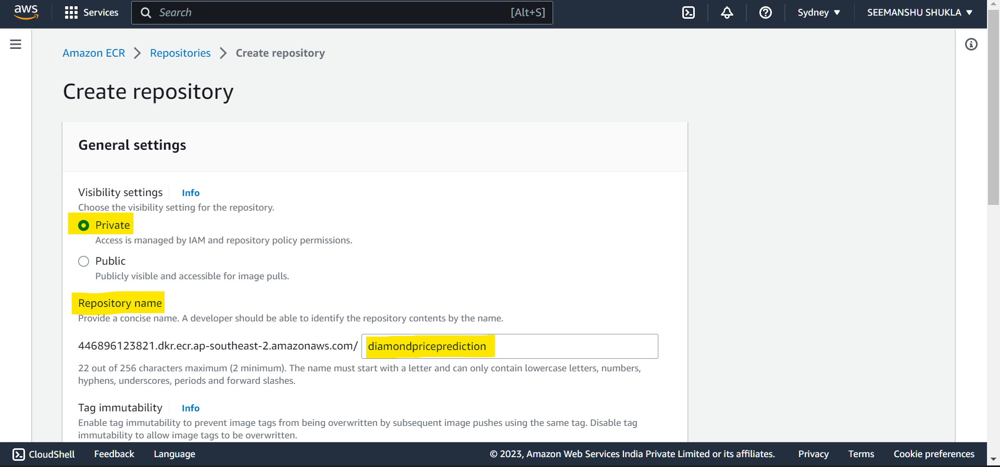 aws
Services
Search [Alt+S]
Sydney
SEEMANSHU SHUKLA
Amazon ECR
Repositories
Create repository
Create repository
General settings
Visibility settings
Info
Choose the visibility setting for the repository.
Private
Access is managed by IAM and repository policy permissions.
Public
Publicly visible and accessible for image pulls.
Repository name
Provide a concise name. A developer should be able to identify the repository contents by the name.
446896123821.dkr.ecr.ap-southeast-2.amazonaws.com/
diamondpriceprediction
22 out of 256 characters maximum (2 minimum). The name must start with a letter and can only contain lowercase letters, numbers,
hyphens, underscores, periods and forward slashes.
Tag immutability
Info
Enable tag immutability to prevent image tags from being overwritten by subsequent image pushes using the same tag. Disable tag
immutability to allow image tags to be overwritten.
CloudShell
Feedback
Language
© 2023, Amazon Web Services India Private Limited or its affiliates.
Privacy
Terms
Cookie preferences